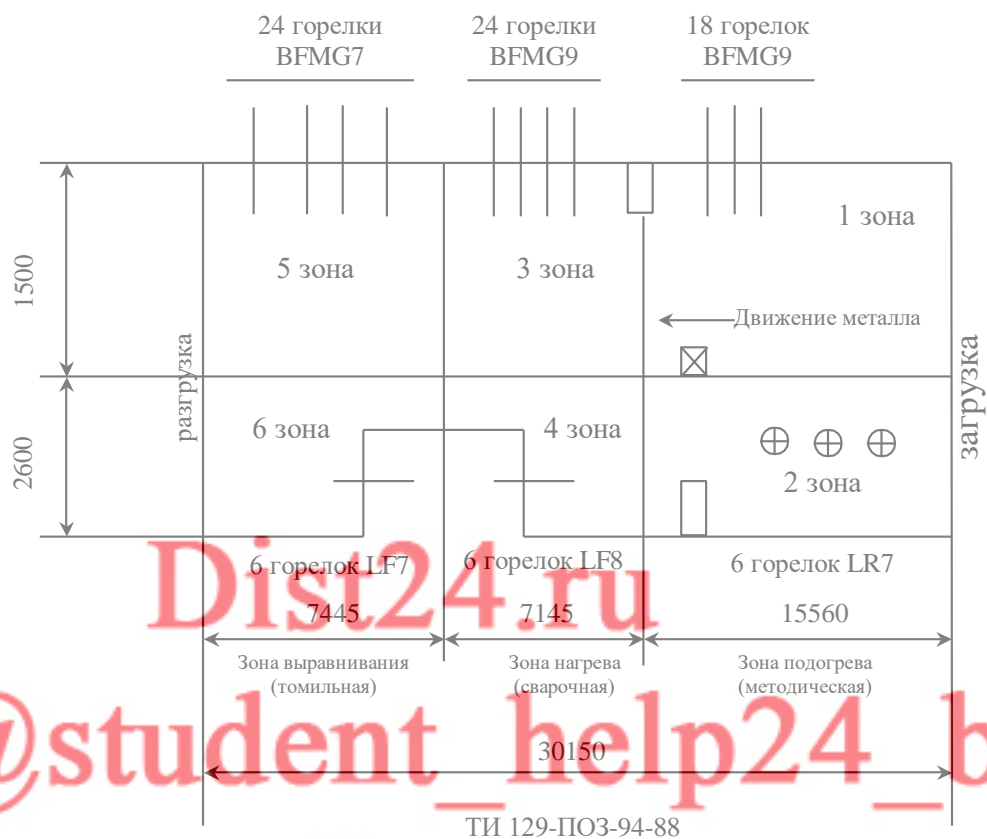 24 горелки
BFMG7
24 горелки
BFMG9
18 горелок
BFMG9
1 зона
5 зона
3 зона
1500
Движение металла
разгрузка
загрузка
6 зона
4 зона
2600
2 зона
6 горелок LF7
6 горелок LF8
6 горелок LR7
Dist24.ru
7445
7145
15560
Зона выравнивания
(томильная)
Зона нагрева
(сварочная)
Зона подогрева
(методическая)
@student_help24_b
30150
ТИ 129-ПОЗ-94-88